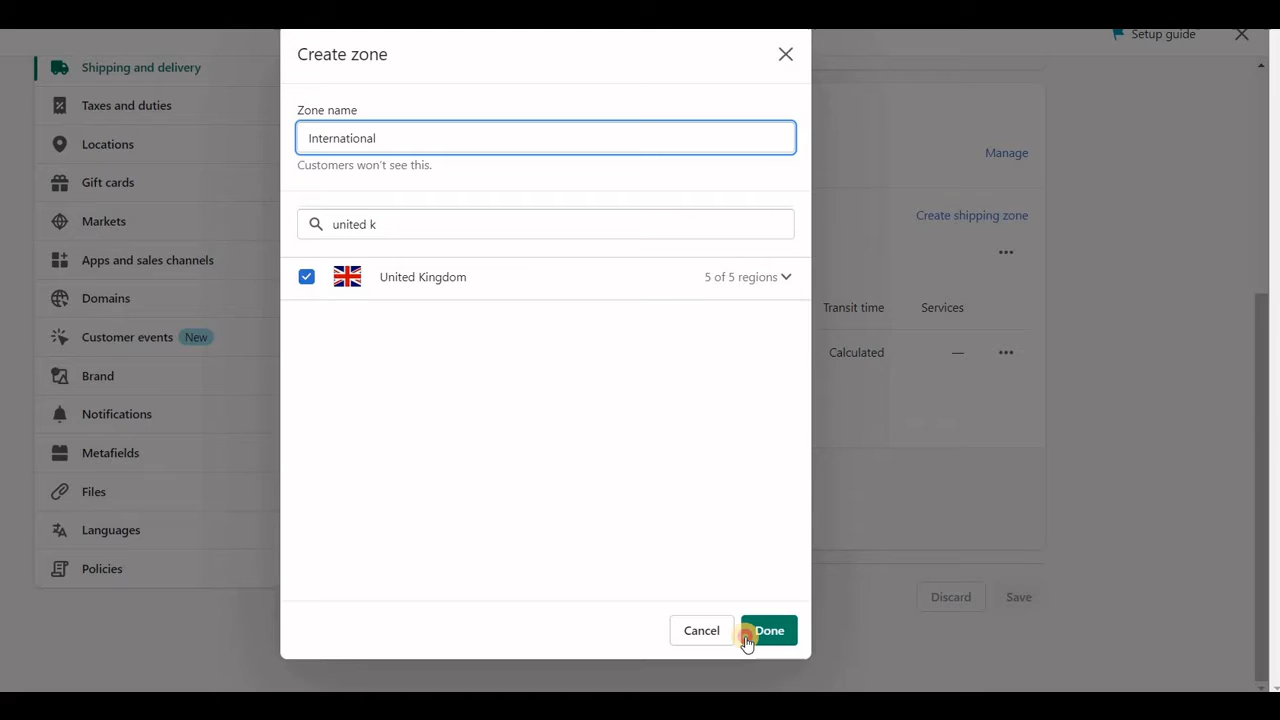 Setup guide
Create zone
Shipping and delivery
Zone name
Taxes and duties
International
Locations
Manage
Customers won't see this.
Gift cards
Create shipping zone
Markets
united k
Apps and sales channels
United Kingdom
5 of 5 regions
Domains
Transit time
Services
Customer events New
Calculated
—
Brand
Notifications
Metafields
Files
Languages
Policies
Discard
Save
Cancel
Done